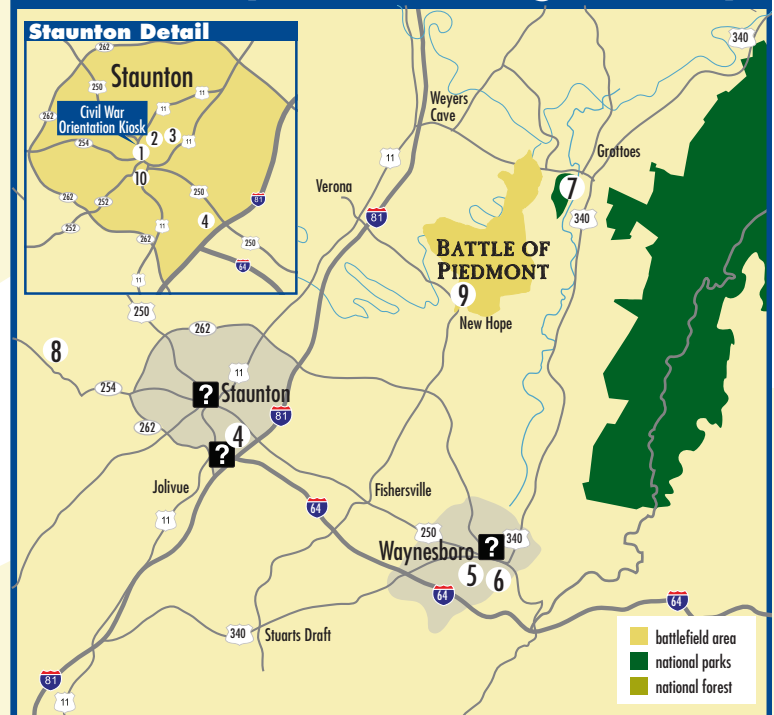 Staunton Detail
262
Staunton
250
11
262
11
Civil War
Orientation Kiosk
2
3
254
11
1
10
262
250
81
252
4
11
252
262
250
64
11
340
Weyers
Cave
11
Grottoes
Verona
7
81
340
BATTLE OF
PIEDMONT
9
New Hope
250
262
8
11
254
? Staunton
262
81
4
?
Jolivue
Fishersville
11
64
250
Waynesboro ?
340
5
6
64
64
340
Stuarts Draft
battlefield area
national parks
national forest
81
11